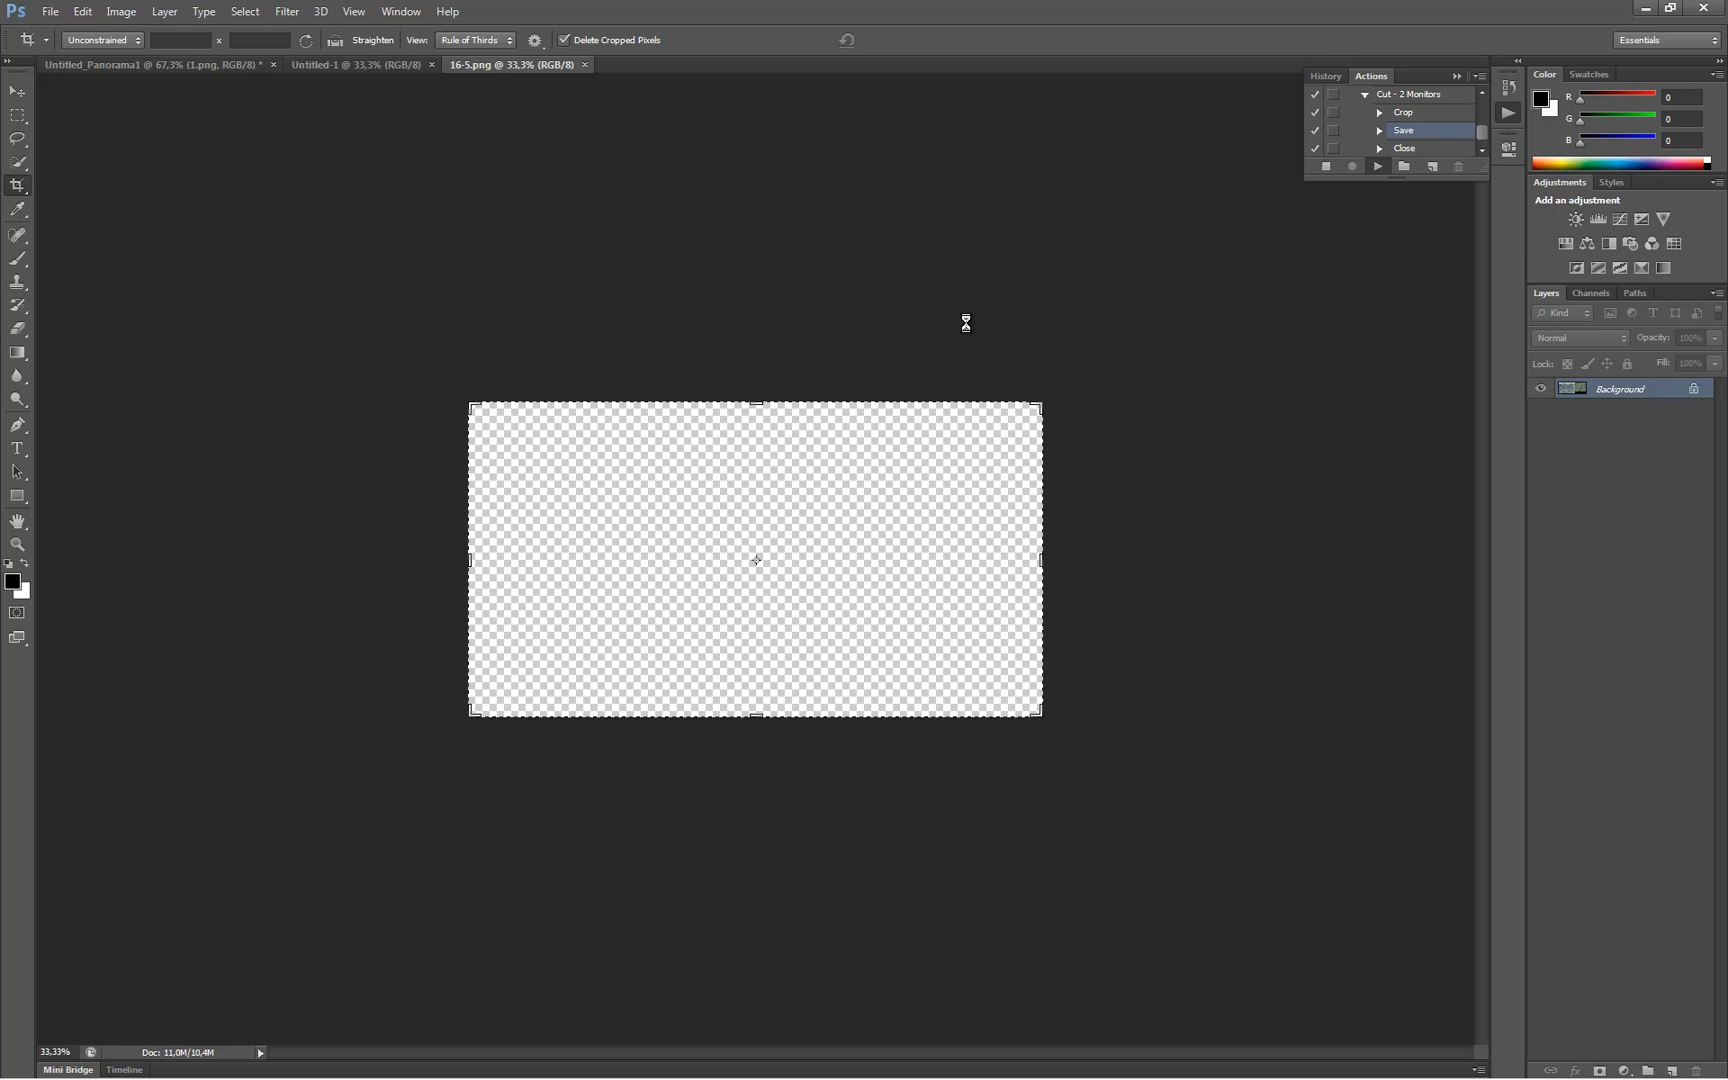 Ps File Edit Image Layer Type Select Filter 3D View Window Help
Unconstrained x Straighten View: Rule of Thirds Delete Cropped Pixels Essentials
Untitled_Panorama1 @ 67,3% (1.png, RGB/8) * × Untitled-1 @ 33,3% (RGB/8) × 16-5.png @ 33,3% (RGB/8) ×
History Actions
Cut - 2 Monitors
Crop
Save
Close
Color Swatches
R 0
G 0
B 0
Adjustments Styles
Add an adjustment
Layers Channels Paths
Kind
Normal Opacity: 100%
Lock: Fill: 100%
Background
33,33% Doc: 11,0M/10,4M
Mini Bridge Timeline